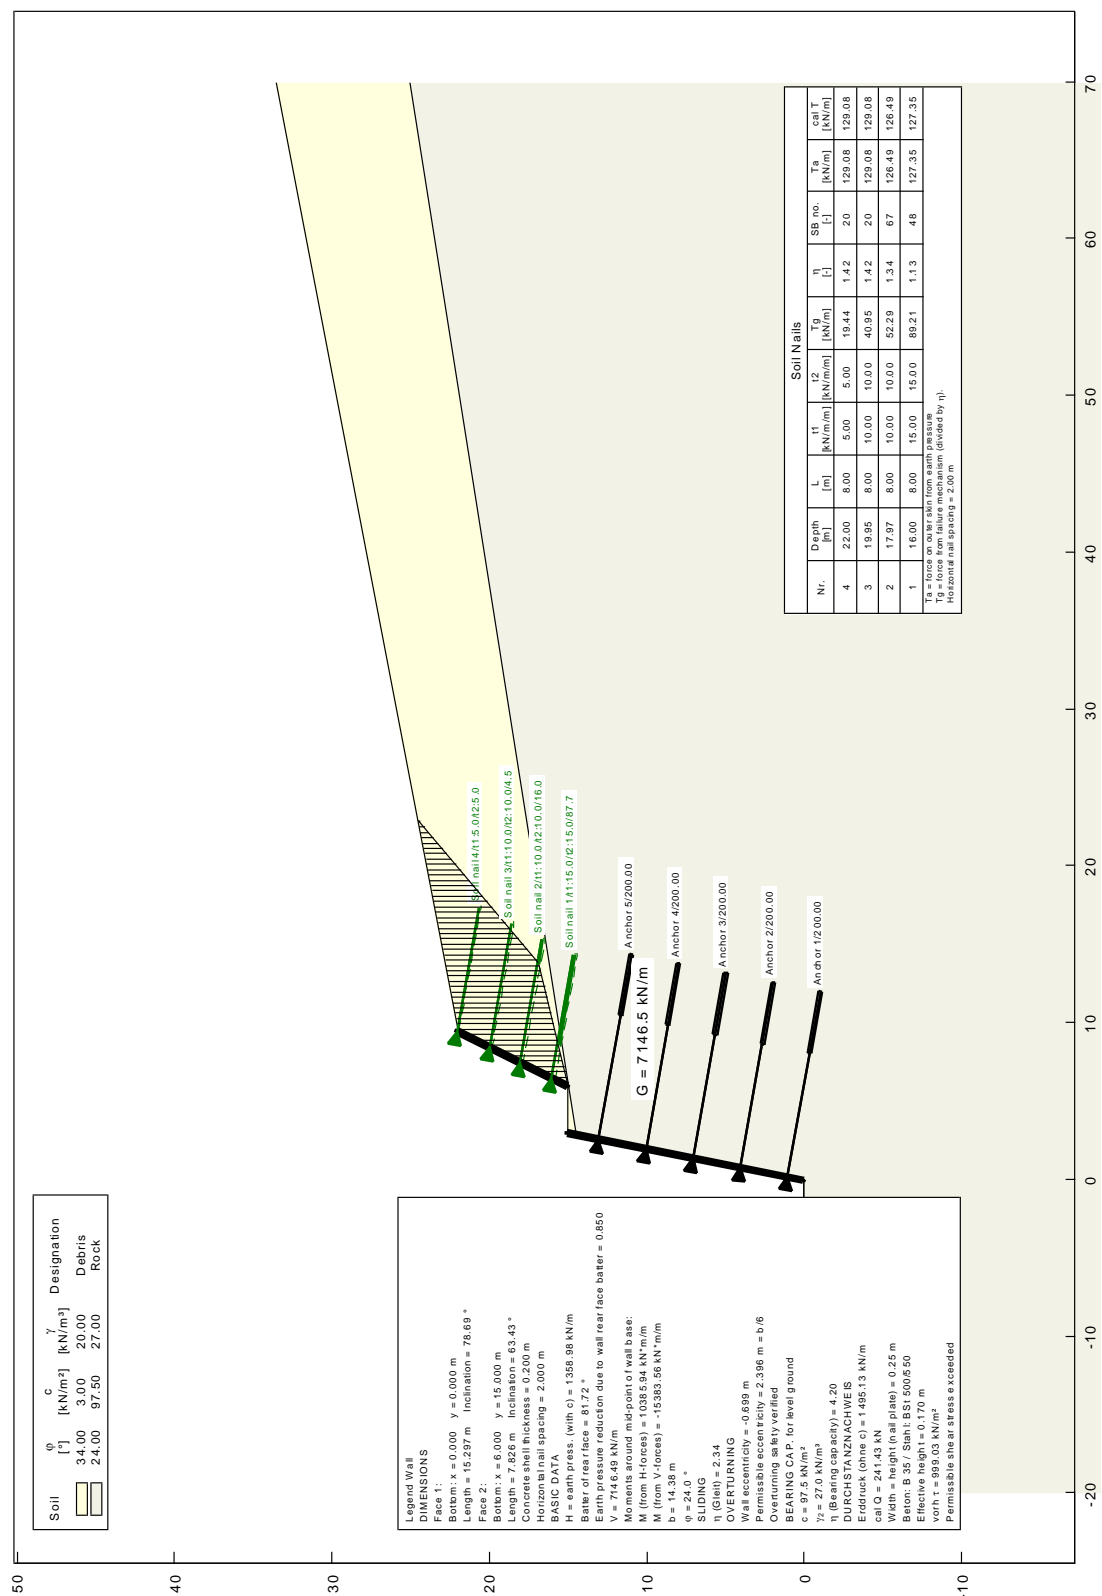 Soil φ [°] c [kN/m²] γ [kN/m³] Designation
34.00 3.00 20.00 Debris
24.00 97.50 27.00 Rock
Legend Wall
DIMENSIONS
Face 1:
Bottom: x = 0.000 y = 0.000 m
Length = 15.297 m Inclination = 78.69 °
Face 2:
Bottom: x = 6.000 y = 15.000 m
Length = 7.826 m Inclination = 63.43 °
Concrete shell thickness = 0.200 m
Horizontal nail spacing = 2.000 m
BASIC DATA
H = earth press. (with c) = 1358.98 kN/m
Batter of rear face = 81.72 °
Earth pressure reduction due to wall rear face batter = 0.850
V = 7146.49 kN/m
Moments around mid-point of wall base:
M (from H-forces) = 10385.94 kN*m/m
M (from V-forces) = -15383.56 kN*m/m
b = 14.38 m
φ = 24.0 °
SLIDING
η (Gleit) = 2.34
OVERTURNING
Wall eccentricity = -0.699 m
Permissible eccentricity = 2.396 m = b/6
Overturning safety verified
BEARING CAP. for level ground
c = 97.5 kN/m²
γ₂ = 27.0 kN/m³
η (Bearing capacity) = 4.20
DURCHSTANZNACHWEIS
Erddruck (ohne c) = 1495.13 kN/m
cal Q = 241.43 kN
Width = height (nail plate) = 0.25 m
Beton: B 35 / Stahl: BSt 500/550
Effective height = 0.170 m
vorh τ = 999.03 kN/m²
Permissible shear stress exceeded
Soil nail 4/t1:5.0/t2:5.0
Soil nail 3/t1:10.0/t2:10.0/4.5
Soil nail 2/t1:10.0/t2:10.0/16.0
Soil nail 1/t1:15.0/t2:15.0/87.7
Anchor 5/200.00
G = 7146.5 kN/m
Anchor 4/200.00
Anchor 3/200.00
Anchor 2/200.00
Anchor 1/200.00
Soil Nails
Nr. Depth [m] L [m] t1 [kN/m/m] t2 [kN/m/m] Tg [kN/m] η [-] SB no. [-] Ta [kN/m] cal T [kN/m]
4 22.00 8.00 5.00 5.00 19.44 1.42 20 129.08 129.08
3 19.95 8.00 10.00 10.00 40.95 1.42 20 129.08 129.08
2 17.97 8.00 10.00 10.00 52.29 1.34 67 126.49 126.49
1 16.00 8.00 15.00 15.00 89.21 1.13 48 127.35 127.35
Ta = force on outer skin from earth pressure
Tg = force from failure mechanism (divided by η).
Horizontal nail spacing = 2.00 m
50
40
30
20
10
0
-10
-20 -10 0 10 20 30 40 50 60 70